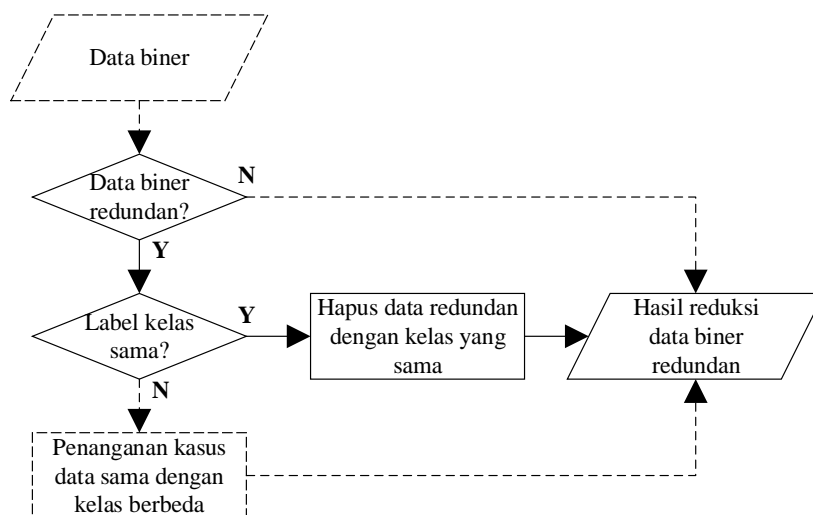 Data biner
Data biner
redundan?
N
Y
Label kelas
sama?
Y
Hapus data redundan
dengan kelas yang
sama
Hasil reduksi
data biner
redundan
N
Penanganan kasus
data sama dengan
kelas berbeda